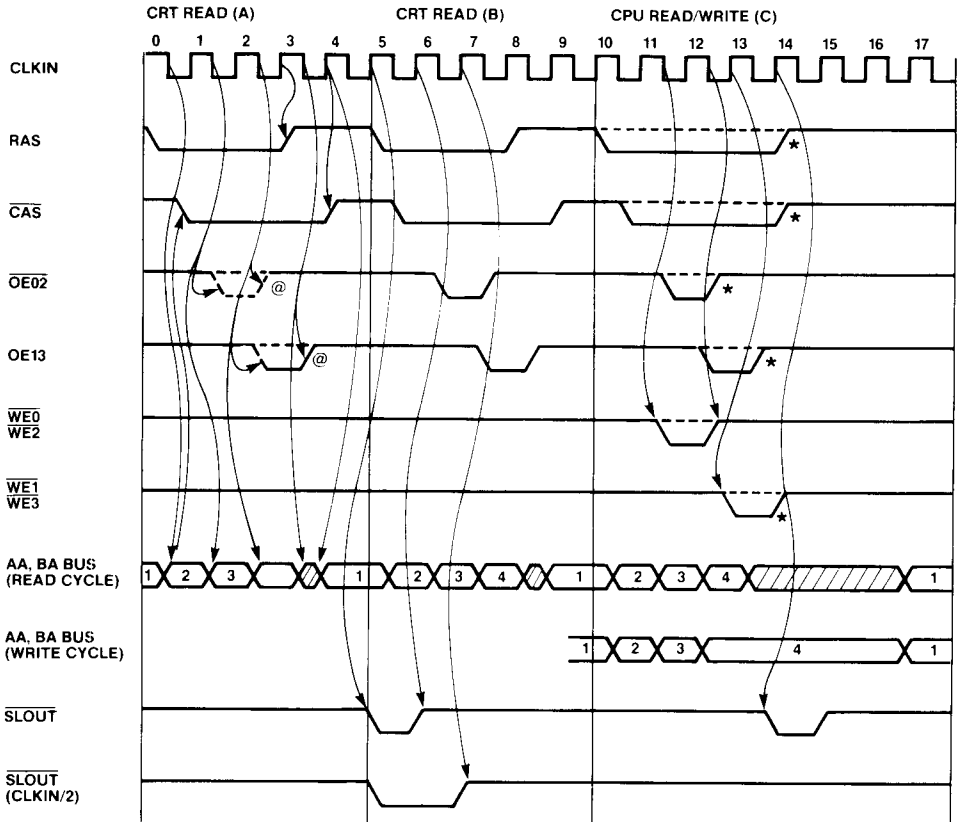 CRT READ (A) CRT READ (B) CPU READ/WRITE (C)
0 1 2 3 4 5 6 7 8 9 10 11 12 13 14 15 16 17
CLKIN
RAS
*
CAS
*
OE02
@
*
OE13
@
*
WE0
WE2
WE1
WE3
*
AA, BA BUS
(READ CYCLE)
1 2 3 1 2 3 4 1 2 3 4 1
AA, BA BUS
(WRITE CYCLE)
1 2 3 4 1
SLOUT
SLOUT
(CLKIN/2)